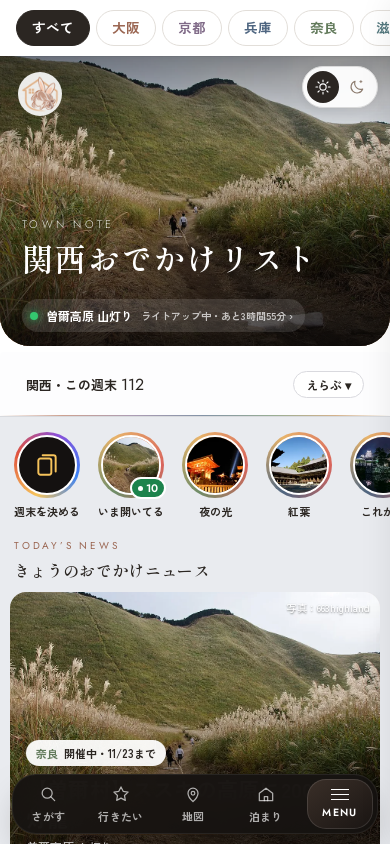 すべて
大阪
京都
兵庫
奈良
TOWN NOTE
関西おでかけリスト
曽爾高原 山灯り ライトアップ中・あと3時間55分 ›
関西・この週末 112
えらぶ ▾
10
週末を決める
いま開いてる
夜の光
紅葉
これか
TODAY'S NEWS
きょうのおでかけニュース
写真：663highland
奈良 開催中・11/23まで
さがす
行きたい
地図
泊まり
MENU